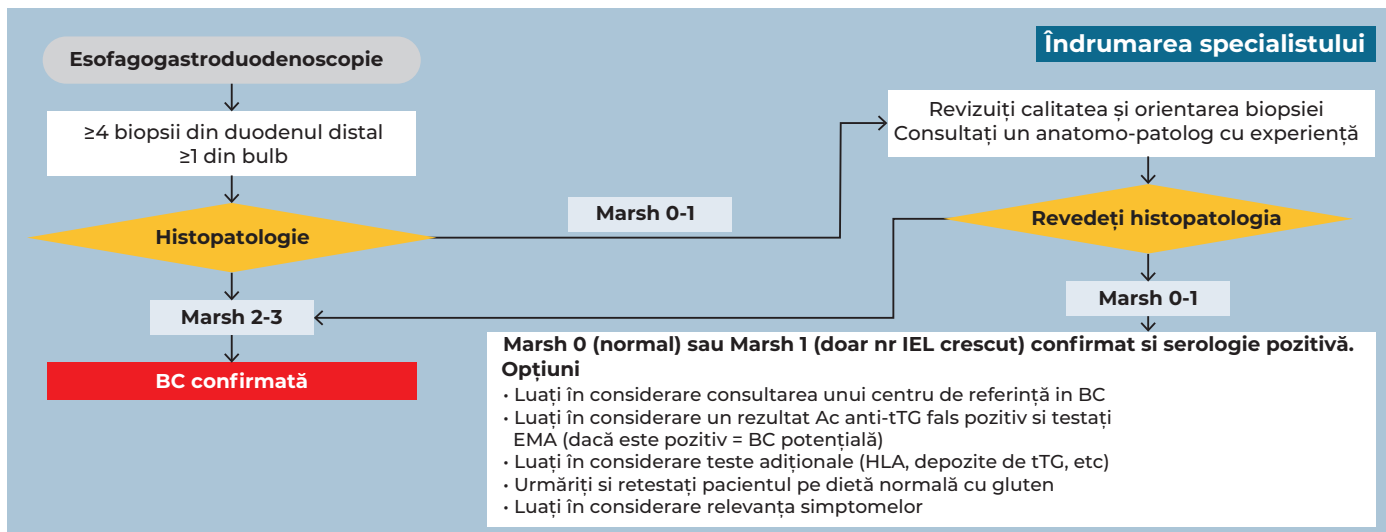 Îndrumarea specialistului
Esofagogastroduodenoscopie
≥4 biopsii din duodenul distal
≥1 din bulb
Histopatologie
Marsh 0-1
Marsh 2-3
BC confirmată
Revizuiți calitatea și orientarea biopsiei
Consultați un anatomo-patolog cu experiență
Revedeți histopatologia
Marsh 0-1
Marsh 0 (normal) sau Marsh 1 (doar nr IEL crescut) confirmat si serologie pozitivă.
Opțiuni
• Luați în considerare consultarea unui centru de referință in BC
• Luați în considerare un rezultat Ac anti-tTG fals pozitiv si testați
EMA (dacă este pozitiv = BC potențială)
• Luați în considerare teste adiționale (HLA, depozite de tTG, etc)
• Urmăriți si retestați pacientul pe dietă normală cu gluten
• Luați în considerare relevanța simptomelor